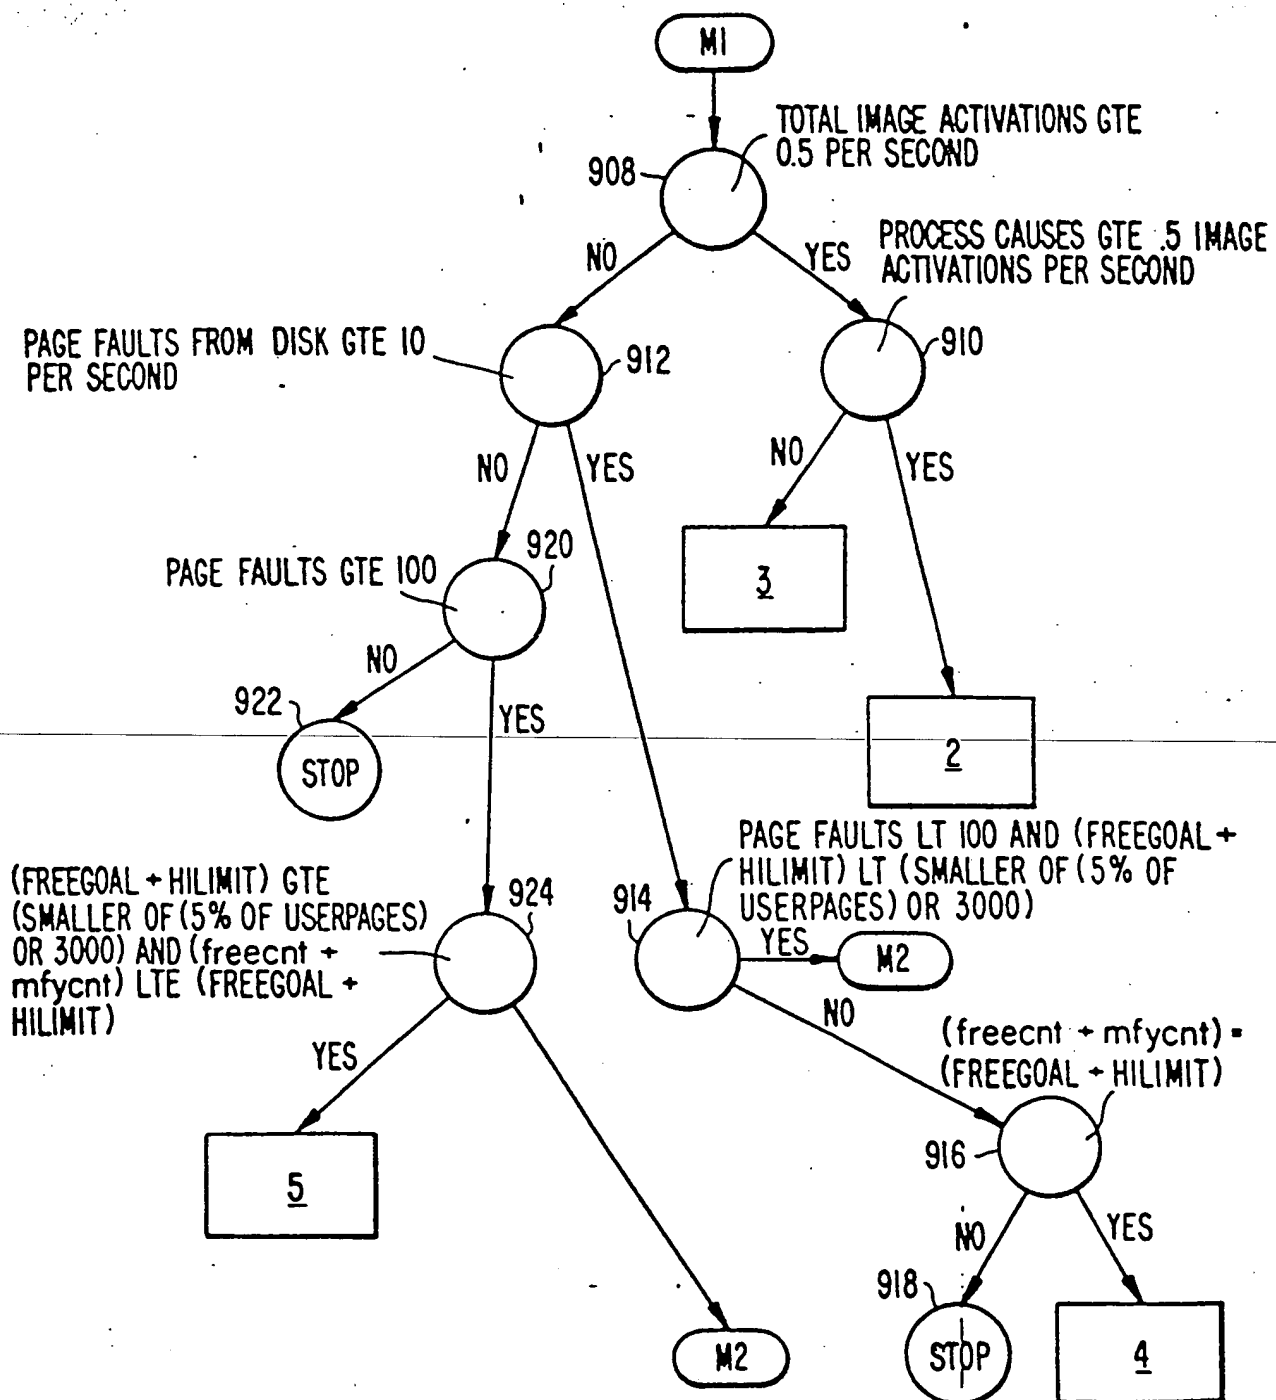 M1
TOTAL IMAGE ACTIVATIONS GTE
0.5 PER SECOND
908
PROCESS CAUSES GTE .5 IMAGE
ACTIVATIONS PER SECOND
NO
YES
PAGE FAULTS FROM DISK GTE 10
PER SECOND
912
910
NO
YES
NO
YES
920
PAGE FAULTS GTE 100
3
NO
922
YES
STOP
2
PAGE FAULTS LT 100 AND (FREEGOAL +
HILIMIT) LT (SMALLER OF (5% OF
USERPAGES) OR 3000)
(FREEGOAL + HILIMIT) GTE
(SMALLER OF (5% OF USERPAGES)
OR 3000) AND (freecnt +
mfycnt) LTE (FREEGOAL +
HILIMIT)
924
914
YES
M2
NO
(freecnt + mfycnt) =
(FREEGOAL + HILIMIT)
YES
916
5
NO
YES
918
M2
STOP
4